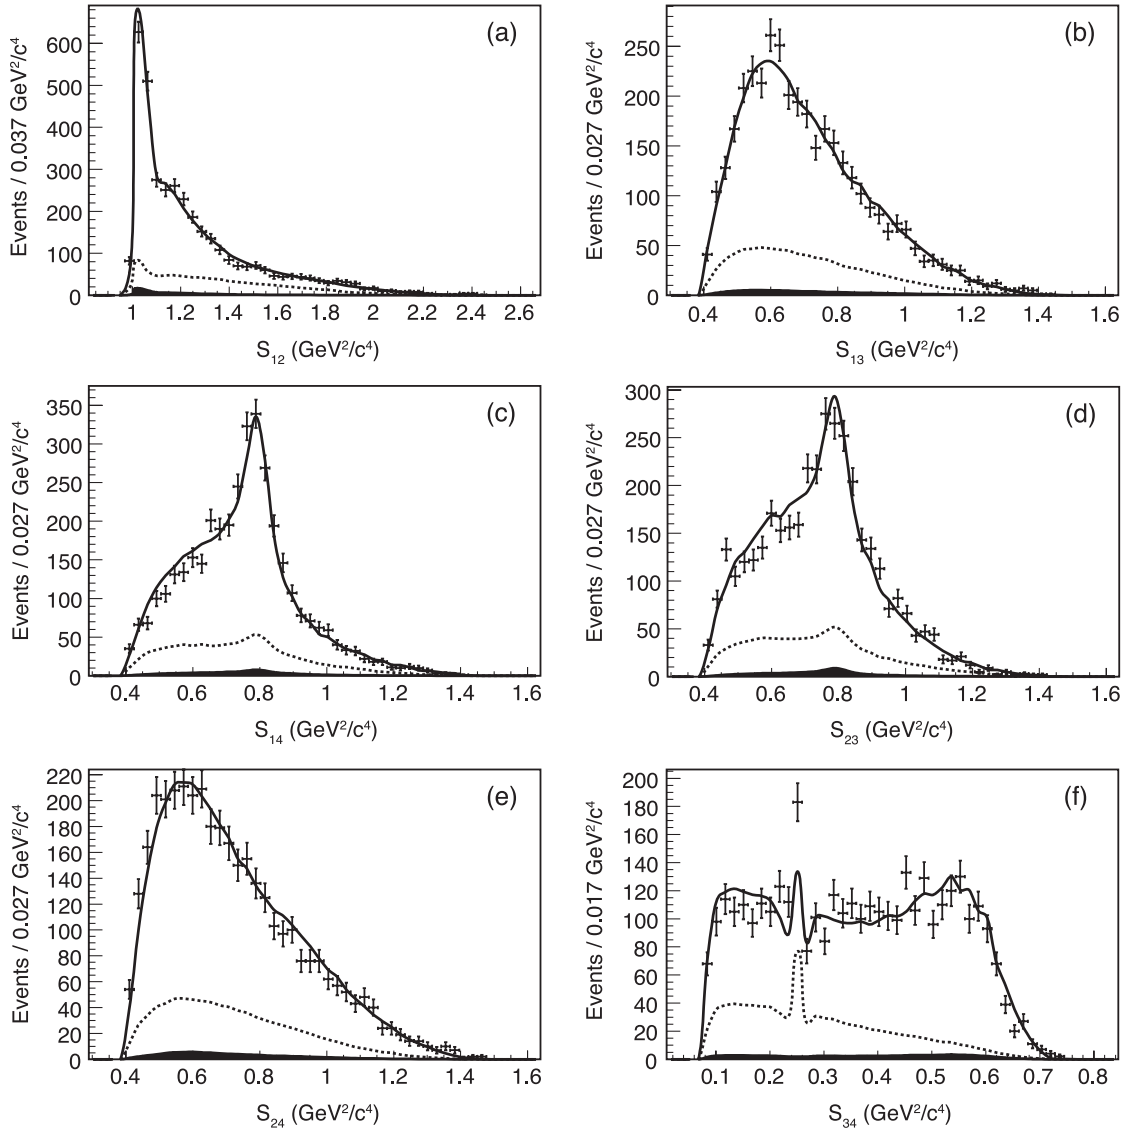 (a)
Events / 0.037 GeV²/c⁴
600
500
400
300
200
100
0
1 1.2 1.4 1.6 1.8 2 2.2 2.4 2.6
S₁₂ (GeV²/c⁴)
(b)
Events / 0.027 GeV²/c⁴
250
200
150
100
50
0
0.4 0.6 0.8 1 1.2 1.4 1.6
S₁₃ (GeV²/c⁴)
(c)
Events / 0.027 GeV²/c⁴
350
300
250
200
150
100
50
0
0.4 0.6 0.8 1 1.2 1.4 1.6
S₁₄ (GeV²/c⁴)
(d)
Events / 0.027 GeV²/c⁴
300
250
200
150
100
50
0
0.4 0.6 0.8 1 1.2 1.4 1.6
S₂₃ (GeV²/c⁴)
(e)
Events / 0.027 GeV²/c⁴
220
200
180
160
140
120
100
80
60
40
20
0
0.4 0.6 0.8 1 1.2 1.4 1.6
S₂₄ (GeV²/c⁴)
(f)
Events / 0.017 GeV²/c⁴
200
180
160
140
120
100
80
60
40
20
0
0.1 0.2 0.3 0.4 0.5 0.6 0.7 0.8
S₃₄ (GeV²/c⁴)